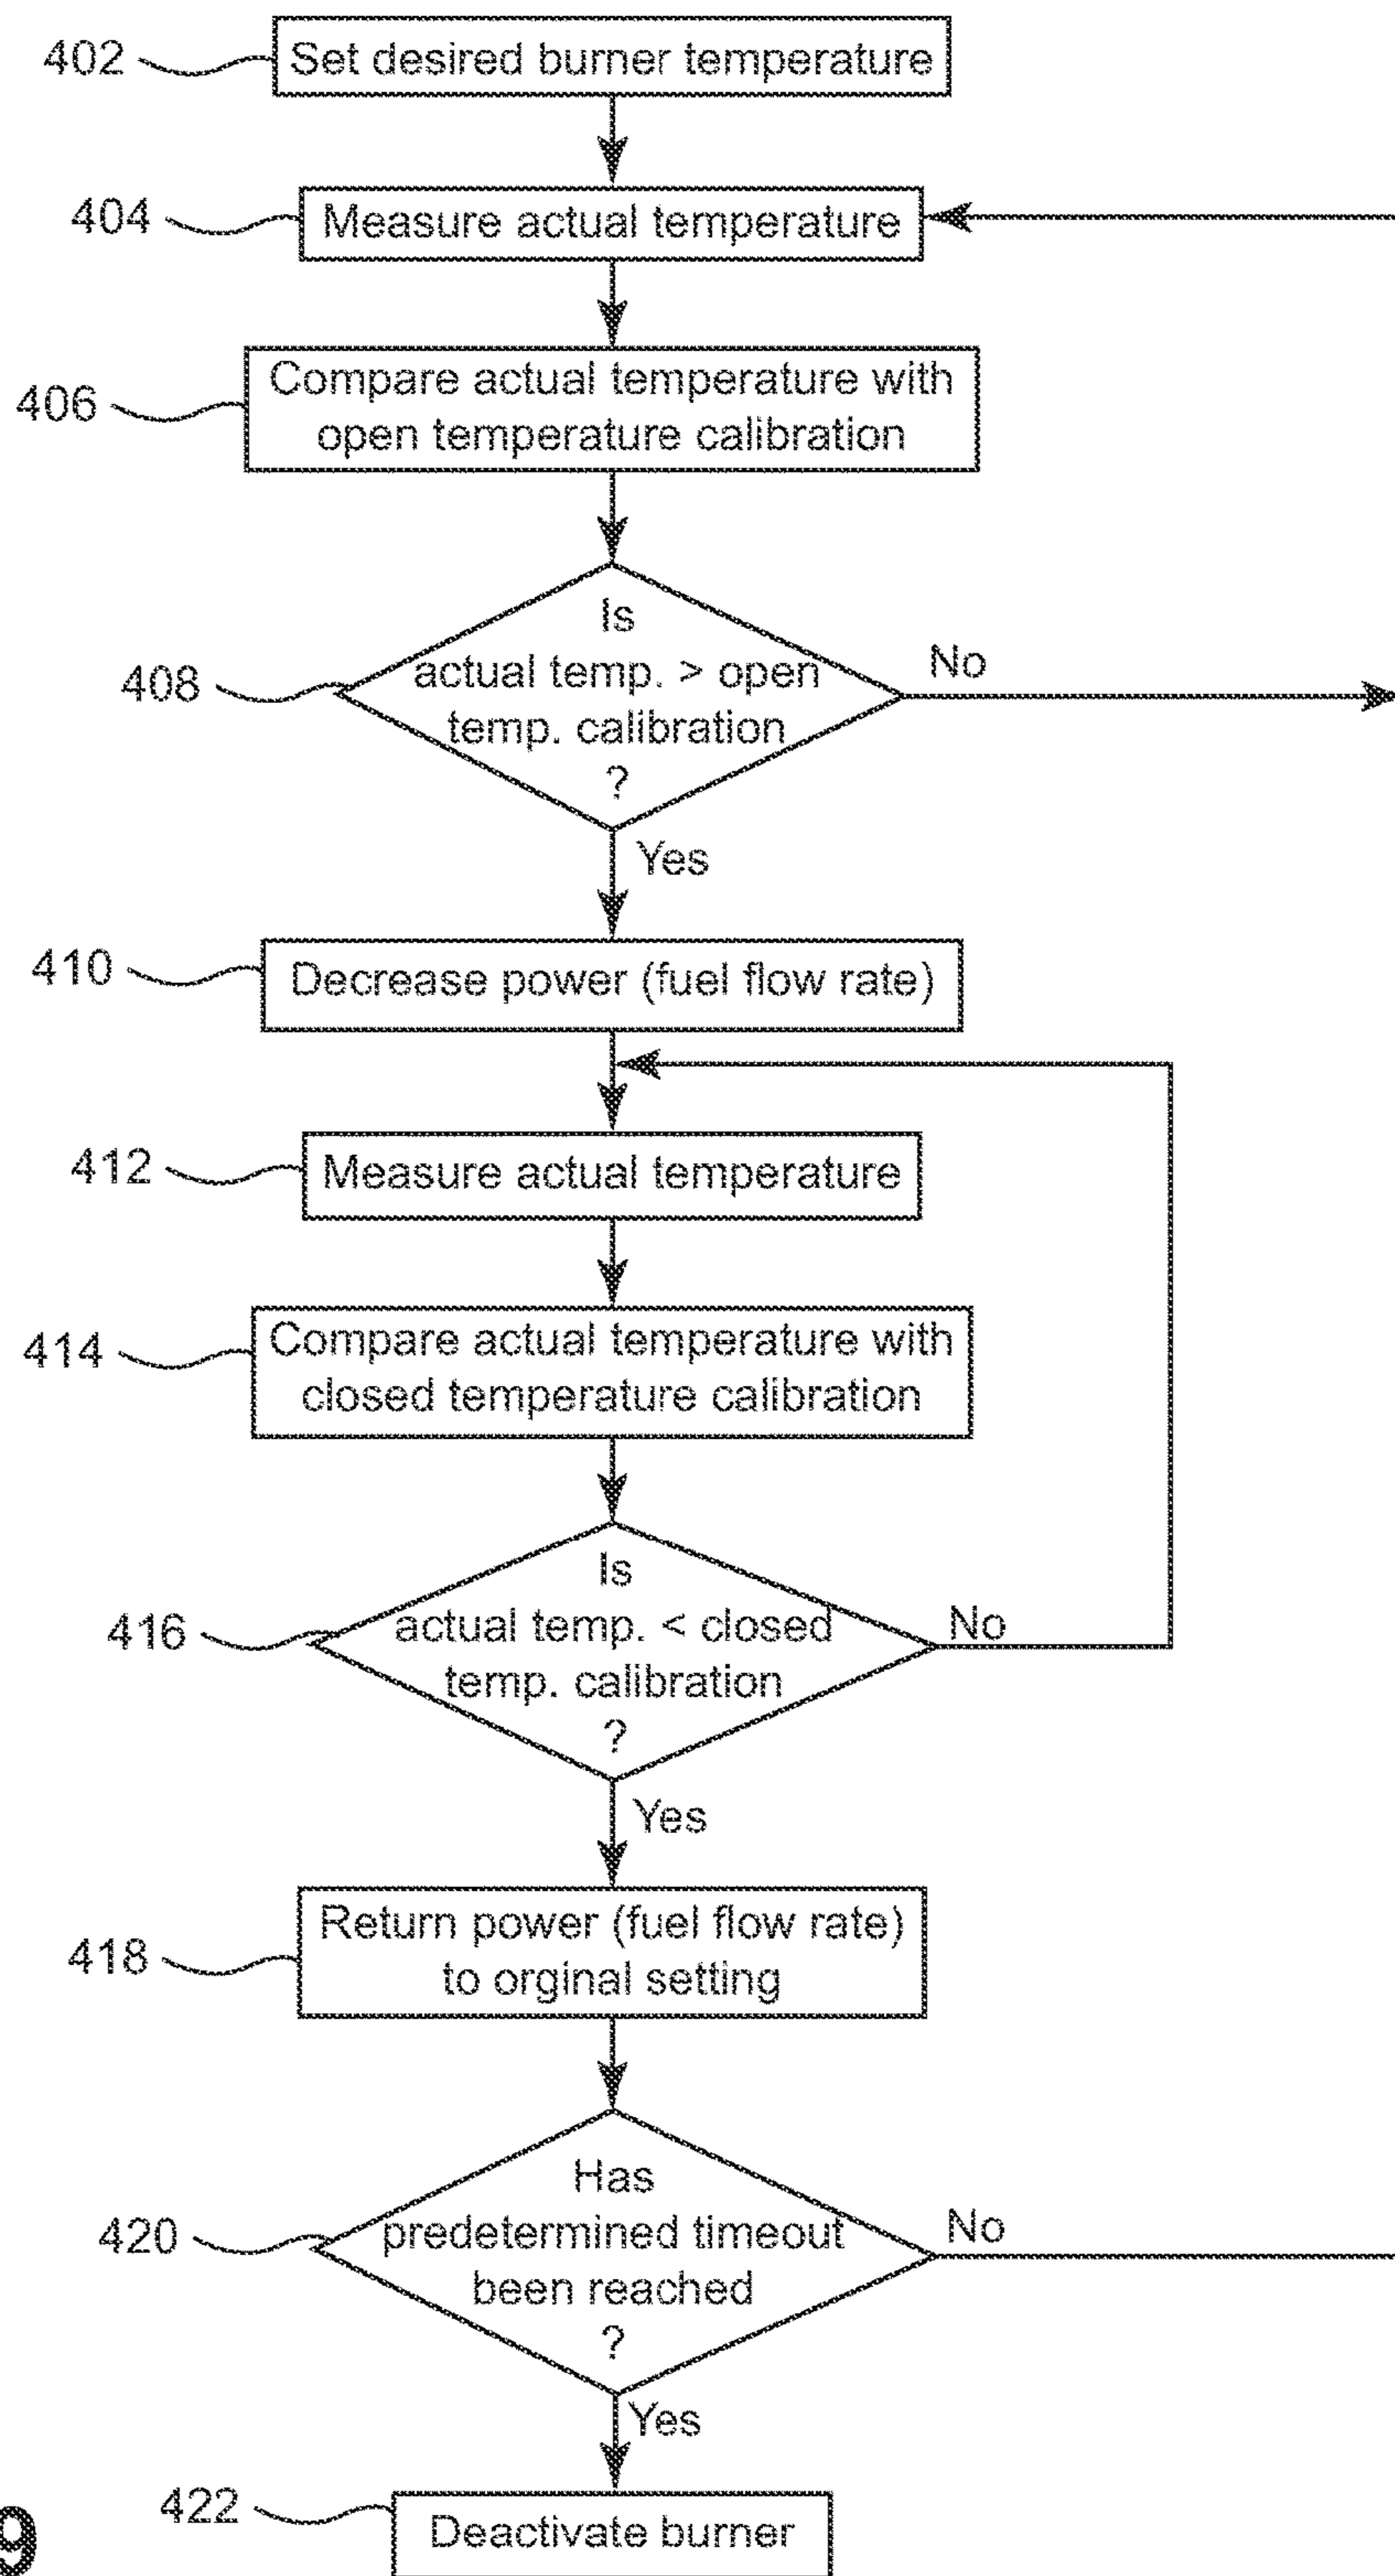 402 Set desired burner temperature
404 Measure actual temperature
406 Compare actual temperature with
open temperature calibration
Is
408 actual temp. > open
temp. calibration
?
No
Yes
410 Decrease power (fuel flow rate)
412 Measure actual temperature
414 Compare actual temperature with
closed temperature calibration
Is
416 actual temp. < closed
temp. calibration
?
No
Yes
Return power (fuel flow rate)
418 to orginal setting
Has
420 predetermined timeout
been reached
?
No
Yes
422 Deactivate burner
9